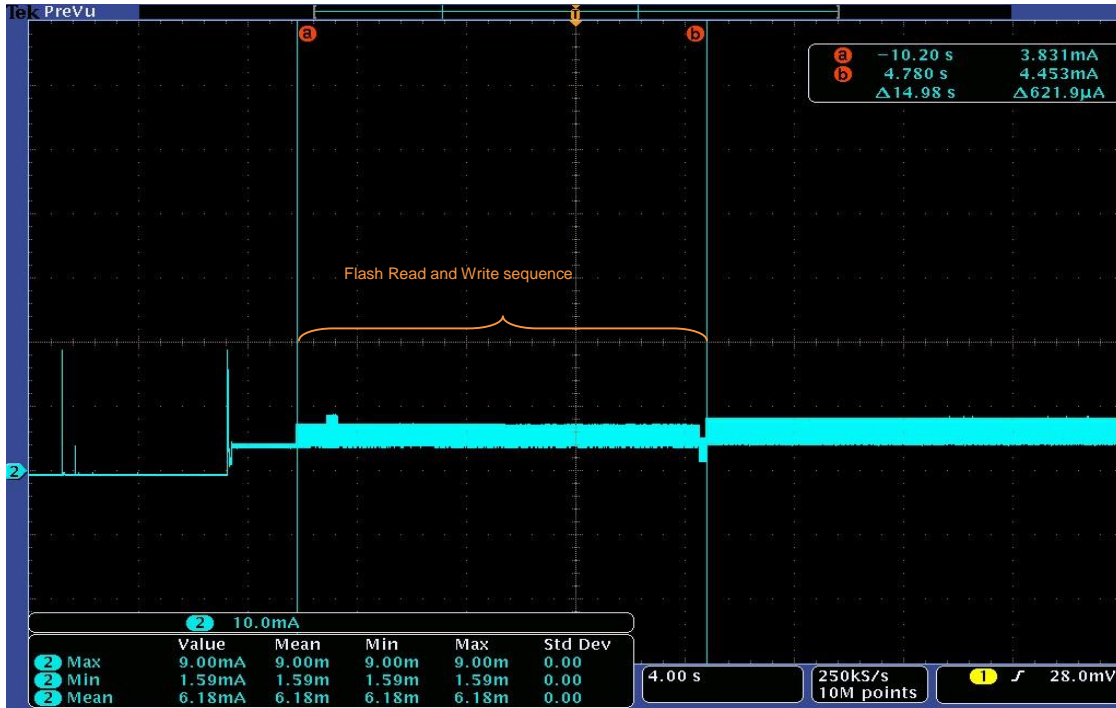 Tek PreVu
T
a b
a −10.20 s 3.831mA
b 4.780 s 4.453mA
Δ14.98 s Δ621.9µA
Flash Read and Write sequence
2
2 10.0mA
Value Mean Min Max Std Dev
2 Max 9.00mA 9.00m 9.00m 9.00m 0.00
2 Min 1.59mA 1.59m 1.59m 1.59m 0.00
2 Mean 6.18mA 6.18m 6.18m 6.18m 0.00
4.00 s
250kS/s
10M points
1 28.0mV